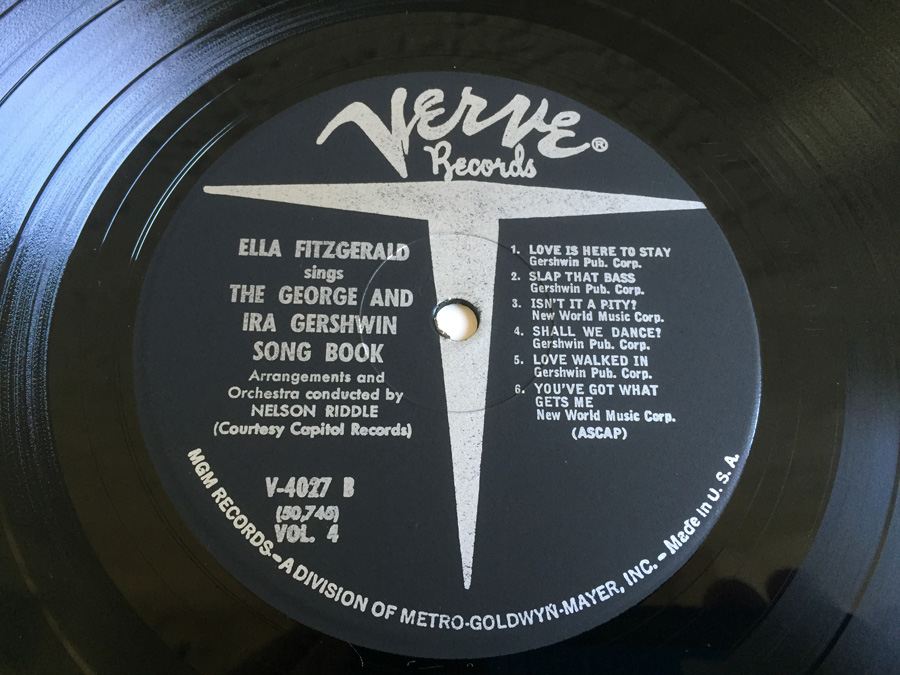 Verve®
Records
ELLA FITZGERALD
sings
THE GEORGE AND
IRA GERSHWIN
SONG BOOK
Arrangements and
Orchestra conducted by
NELSON RIDDLE
(Courtesy Capitol Records)
V-4027 B
(50,746)
VOL. 4
1. LOVE IS HERE TO STAY
Gershwin Pub. Corp.
2. SLAP THAT BASS
Gershwin Pub. Corp.
3. ISN'T IT A PITY?
New World Music Corp.
4. SHALL WE DANCE?
Gershwin Pub. Corp.
5. LOVE WALKED IN
Gershwin Pub. Corp.
6. YOU'VE GOT WHAT
GETS ME
New World Music Corp.
(ASCAP)
MGM RECORDS-A DIVISION OF METRO-GOLDWYN-MAYER, INC. - Made in U. S. A.